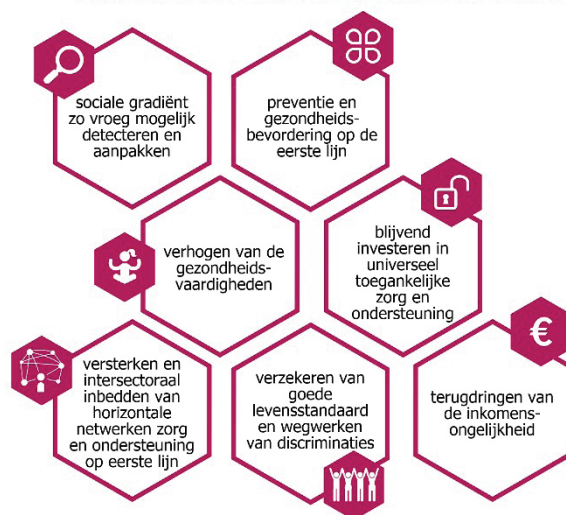 sociale gradiënt
zo vroeg mogelijk
detecteren en
aanpakken
preventie en
gezondheids-
bevordering op de
eerste lijn
verhogen van de
gezondheids-
vaardigheden
blijvend
investeren in
universeel
toegankelijke
zorg en
ondersteuning
versterken en
intersectoraal
inbedden van
horizontale
netwerken zorg
en ondersteuning
op eerste lijn
verzekeren van
goede
levensstandaard
en wegwerken
van discriminaties
terugdringen van
de inkomens-
ongelijkheid
€